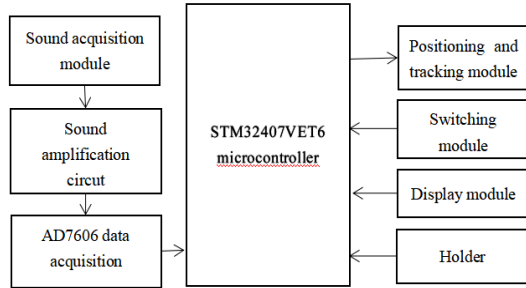 Sound acquisition
module
Sound
amplification
circut
AD7606 data
acquisition
STM32407VET6
microcontroller
Positioning and
tracking module
Switching
module
Display module
Holder